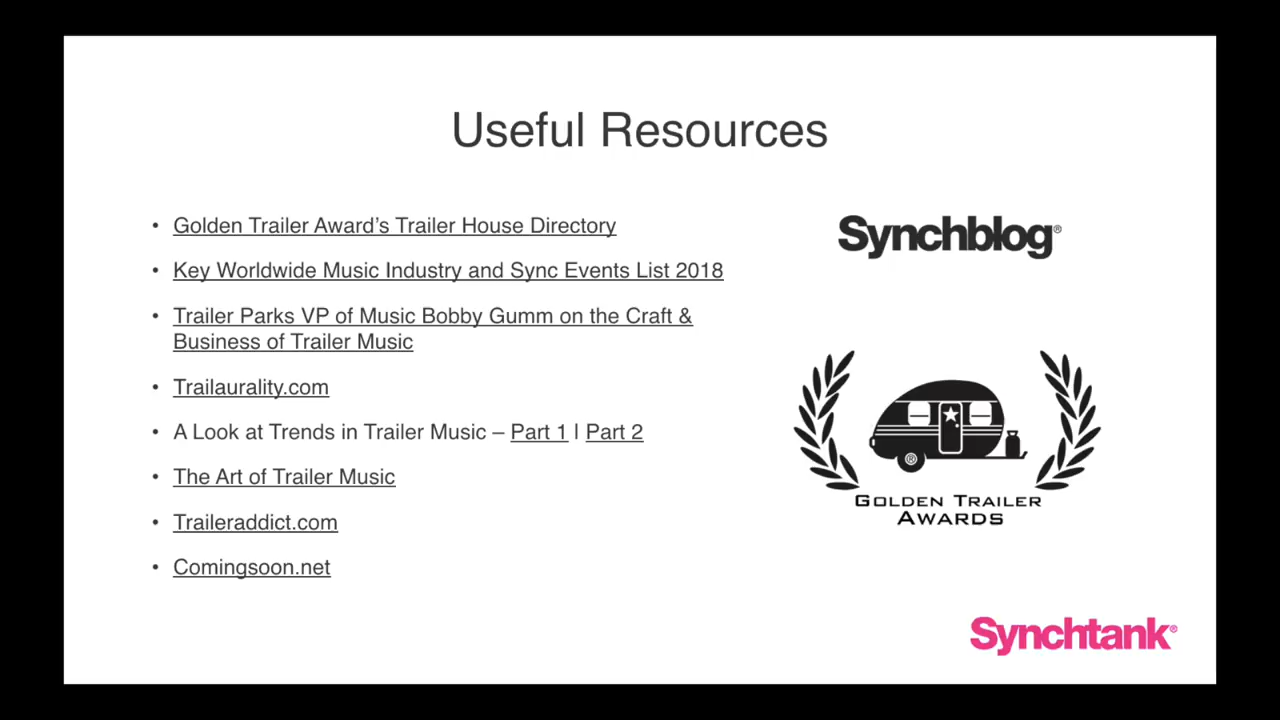 Useful Resources
• Golden Trailer Award’s Trailer House Directory
• Key Worldwide Music Industry and Sync Events List 2018
• Trailer Parks VP of Music Bobby Gumm on the Craft &
Business of Trailer Music
• Trailaurality.com
• A Look at Trends in Trailer Music – Part 1 | Part 2
• The Art of Trailer Music
• Traileraddict.com
• Comingsoon.net
Synchblog®
®
GOLDEN TRAILER
AWARDS
Synchtank®